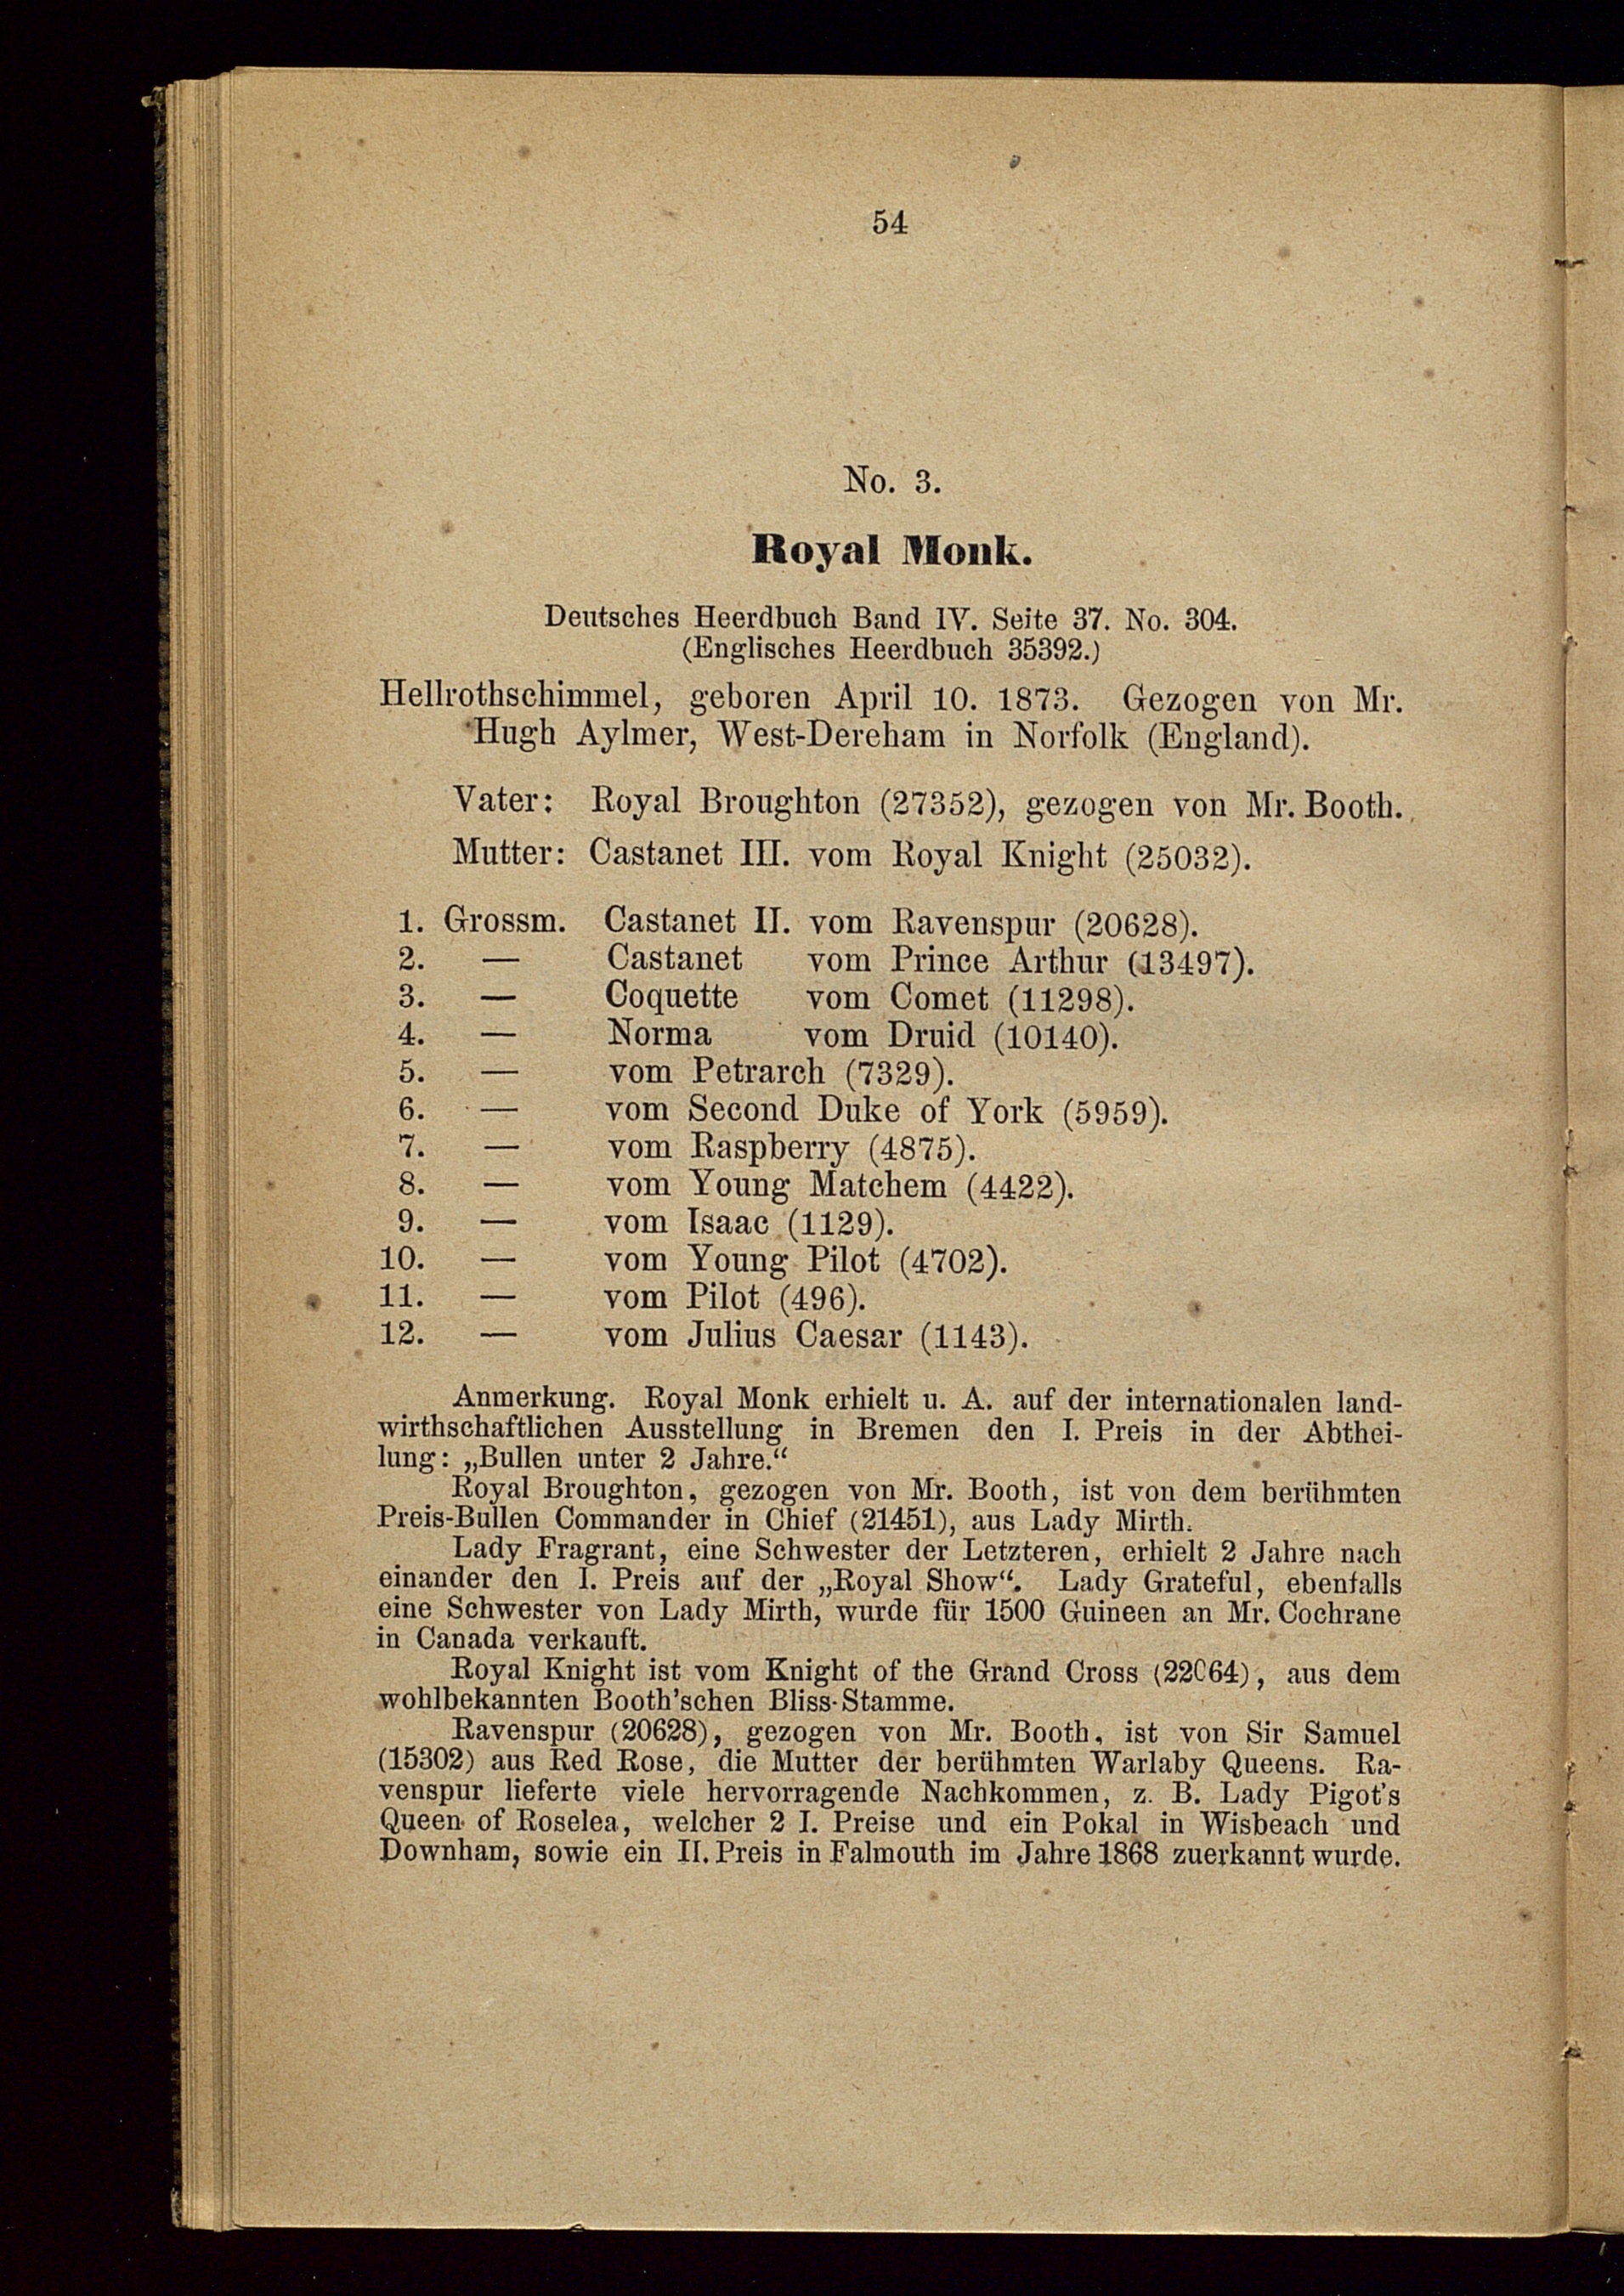 54
No. 3.
Royal Monk.
Deutsches Heerdbuch Band IV. Seite 37. No. 304.
(Englisches Heerdbuch 35392.)
Hellrothschimmel, geboren April 10. 1873. Gezogen von Mr.
Hugh Aylmer, West-Dereham in Norfolk (England).
Vater: Royal Broughton (27352), gezogen von Mr. Booth.
Mutter: Castanet III. vom Royal Knight (25032).
1. Grossm. Castanet II. vom Ravenspur (20628).
2. — Castanet vom Prince Arthur (13497).
3. — Coquette vom Comet (11298).
4. — Norma vom Druid (10140).
5. — vom Petrarch (7329).
6. — vom Second Duke of York (5959).
7. — vom Raspberry (4875).
8. — vom Young Matchem (4422).
9. — vom Isaac (1129).
10. — vom Young Pilot (4702).
11. — vom Pilot (496).
12. — vom Julius Caesar (1143).
Anmerkung. Royal Monk erhielt u. A. auf der internationalen land-
wirthschaftlichen Ausstellung in Bremen den I. Preis in der Abthei-
lung: „Bullen unter 2 Jahre.“
Royal Broughton, gezogen von Mr. Booth, ist von dem berühmten
Preis-Bullen Commander in Chief (21451), aus Lady Mirth.
Lady Fragrant, eine Schwester der Letzteren, erhielt 2 Jahre nach
einander den I. Preis auf der „Royal Show“. Lady Grateful, ebenfalls
eine Schwester von Lady Mirth, wurde für 1500 Guineen an Mr. Cochrane
in Canada verkauft.
Royal Knight ist vom Knight of the Grand Cross (22064), aus dem
wohlbekannten Booth'schen Bliss-Stamme.
Ravenspur (20628), gezogen von Mr. Booth, ist von Sir Samuel
(15302) aus Red Rose, die Mutter der berühmten Warlaby Queens. Ra-
venspur lieferte viele hervorragende Nachkommen, z. B. Lady Pigot's
Queen of Roselea, welcher 2 I. Preise und ein Pokal in Wisbeach und
Downham, sowie ein II. Preis in Falmouth im Jahre 1868 zuerkannt wurde.